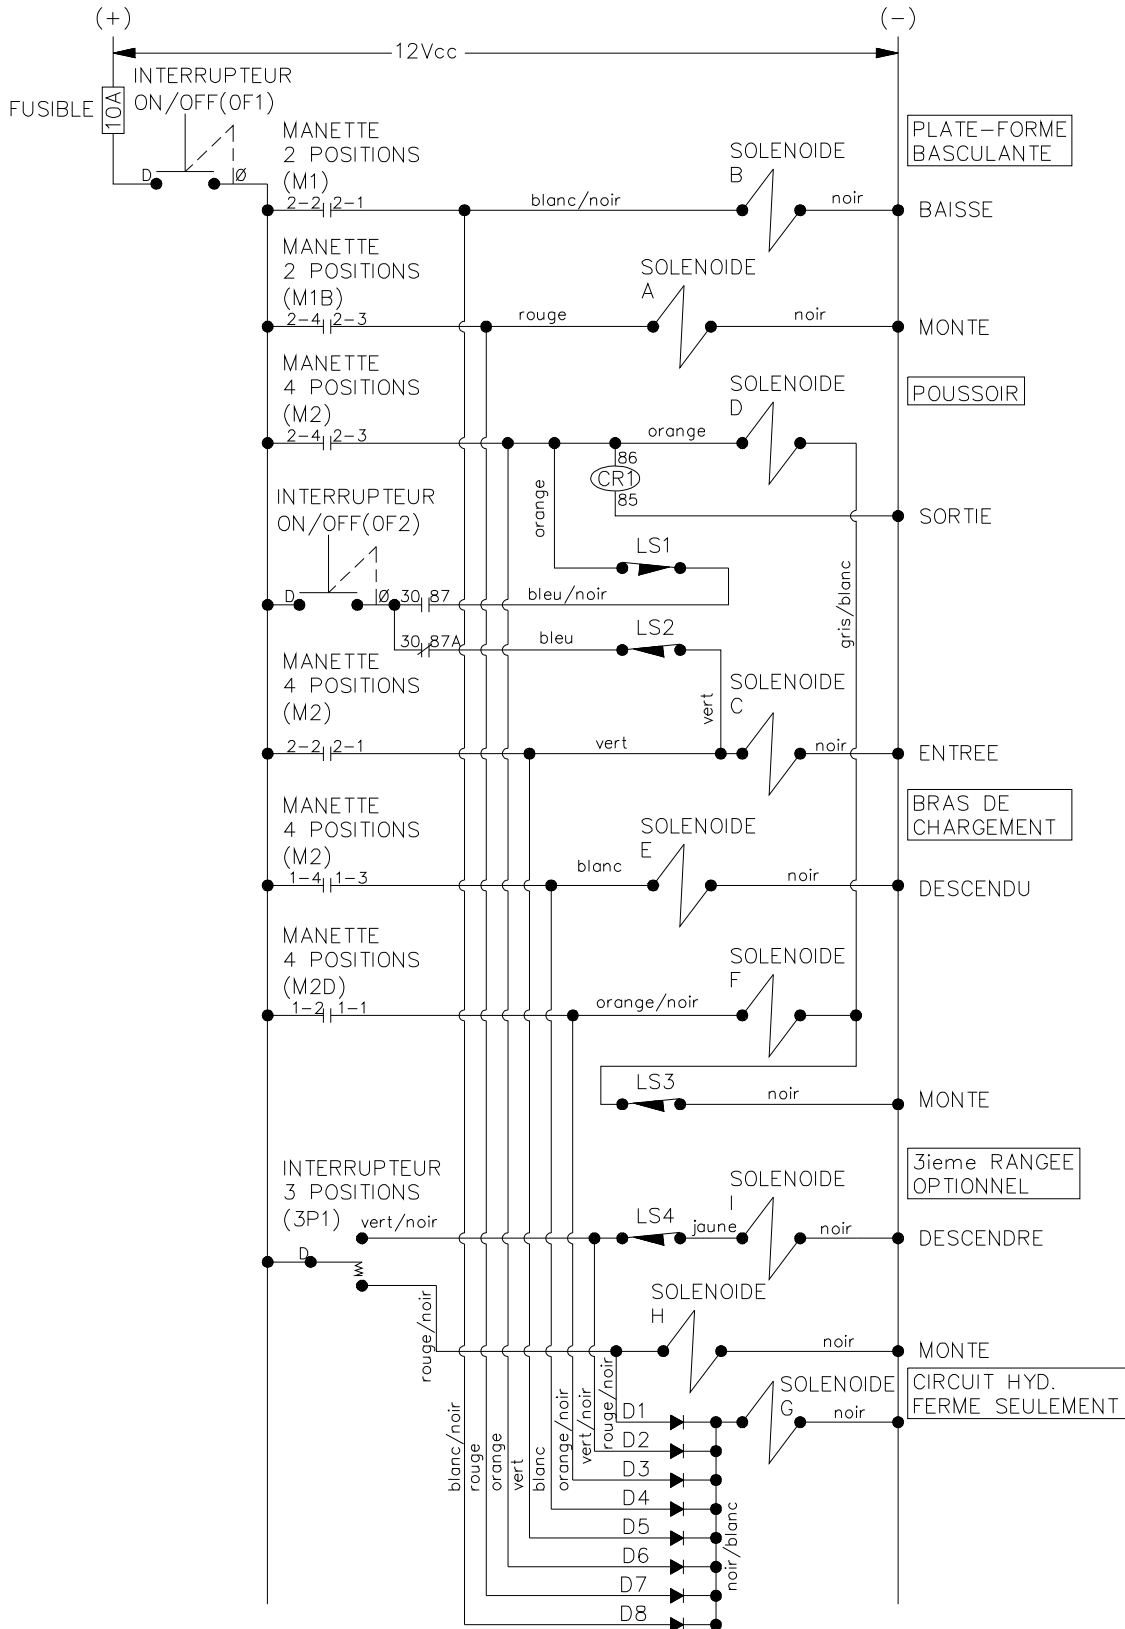 (+)
(-)
12Vcc
INTERRUPTEUR
ON/OFF(OF1)
FUSIBLE
10A
D
Ø
MANETTE
2 POSITIONS
(M1)
2-2 2-1
blanc/noir
SOLENOIDE
B
noir
PLATE-FORME
BASCULANTE
BAISSE
MANETTE
2 POSITIONS
(M1B)
2-4 2-3
rouge
SOLENOIDE
A
noir
MONTE
MANETTE
4 POSITIONS
(M2)
2-4 2-3
orange
SOLENOIDE
D
POUSSOIR
86
CR1
85
orange
SORTIE
INTERRUPTEUR
ON/OFF(OF2)
D
Ø
LS1
30 87
bleu/noir
gris/blanc
30 87A
bleu
LS2
vert
MANETTE
4 POSITIONS
(M2)
2-2 2-1
vert
SOLENOIDE
C
noir
ENTREE
BRAS DE
CHARGEMENT
MANETTE
4 POSITIONS
(M2)
1-4 1-3
blanc
SOLENOIDE
E
noir
DESCENDU
MANETTE
4 POSITIONS
(M2D)
1-2 1-1
orange/noir
SOLENOIDE
F
LS3
noir
MONTE
3ieme RANGEE
OPTIONNEL
INTERRUPTEUR
3 POSITIONS
(3P1)
D
vert/noir
LS4
jaune
SOLENOIDE
I
noir
DESCENDRE
rouge/noir
SOLENOIDE
H
noir
MONTE
CIRCUIT HYD.
FERME SEULEMENT
SOLENOIDE
G
noir
blanc/noir
rouge
orange
vert
blanc
orange/noir
vert/noir
rouge/noir
D1
D2
D3
D4
D5
D6
D7
D8
noir/blanc